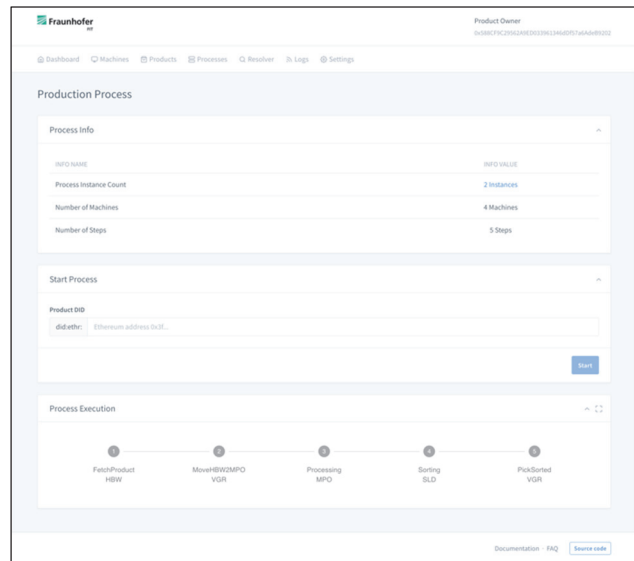 Fraunhofer
FIT
Product Owner
Dashboard Machines Products Processes Resolver Logs Settings
Production Process
Process Info
INFO NAME INFO VALUE
Process Instance Count 2 Instances
Number of Machines 4 Machines
Number of Steps 5 Steps
Start Process
Product DID
did:ethr: Ethereum address 0x3f...
Start
Process Execution
1 2 3 4 5
FetchProduct MoveHBW2MPO Processing Sorting PickSorted
HBW VGR MPO SLD VGR
Documentation · FAQ Source code